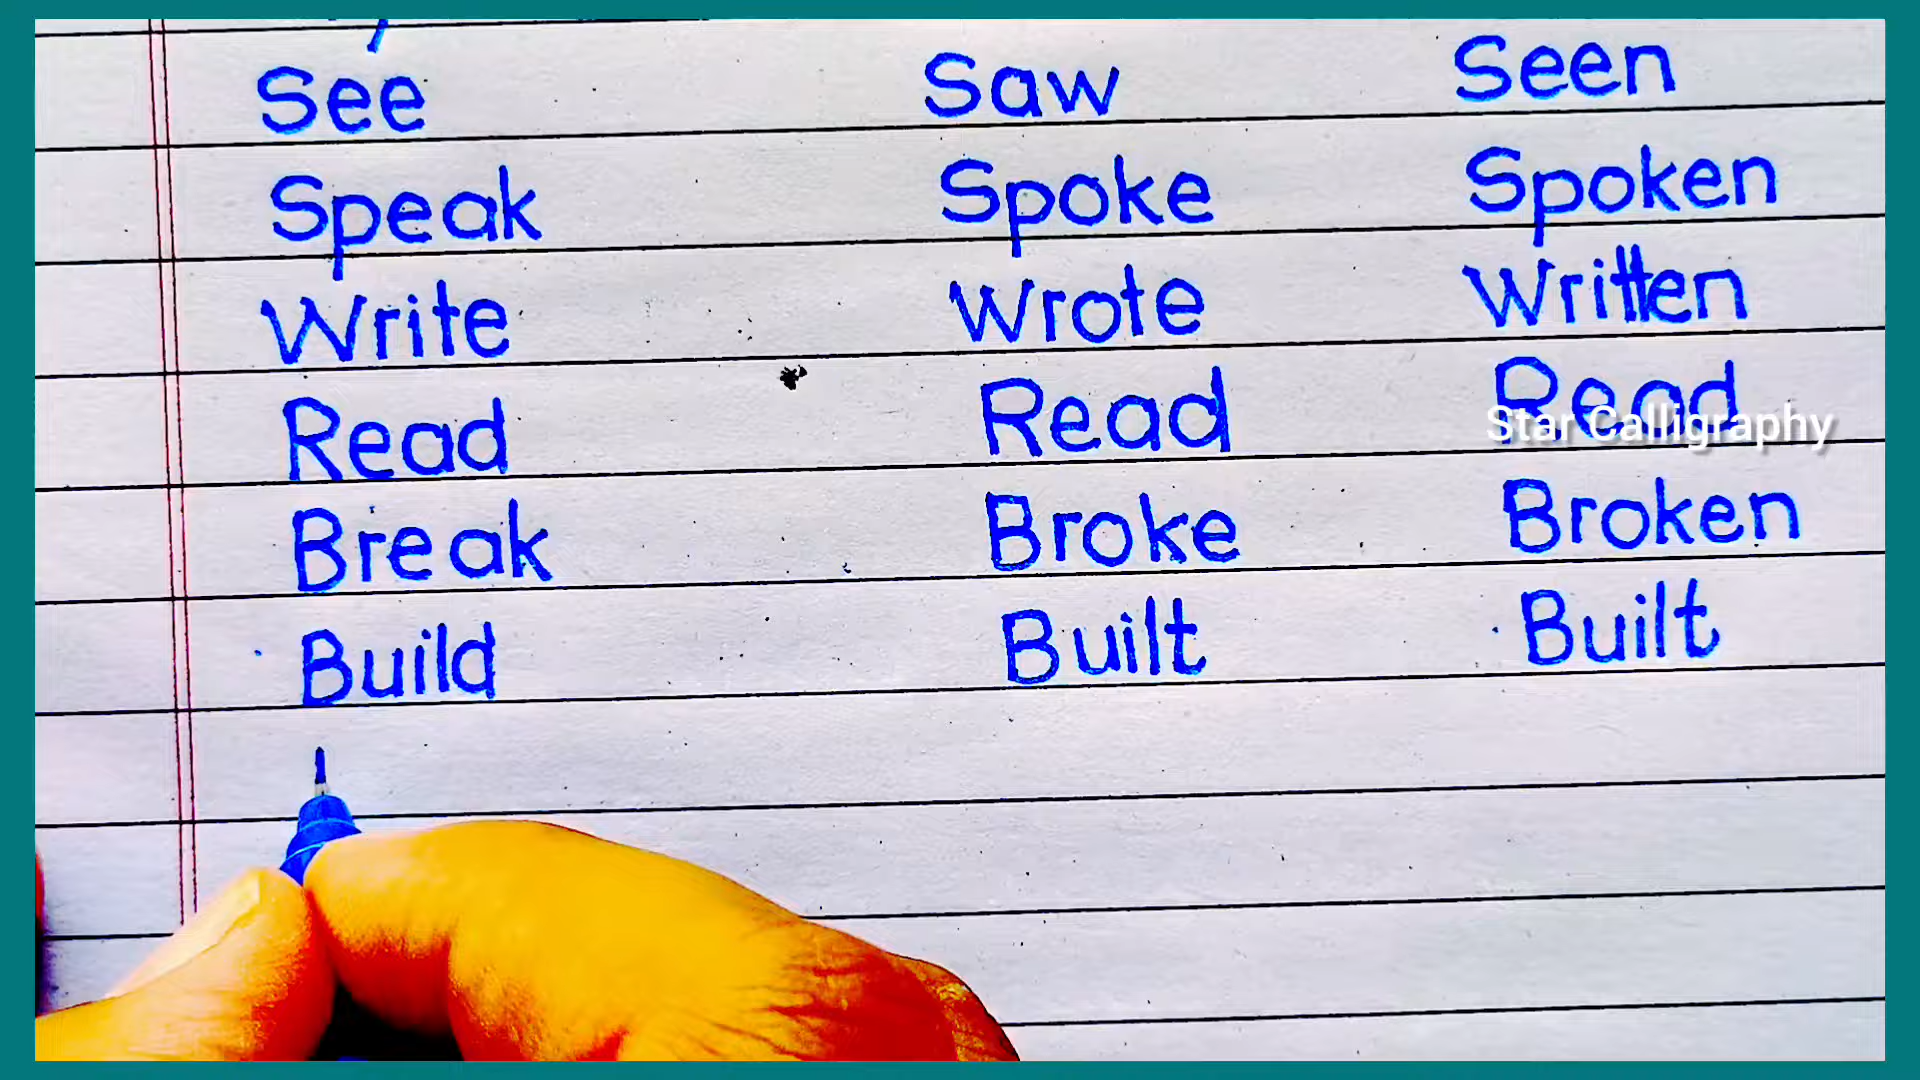 See Saw Seen
Speak Spoke Spoken
Write Wrote Written
Read Read Read
Star Calligraphy
Break Broke Broken
Build Built Built